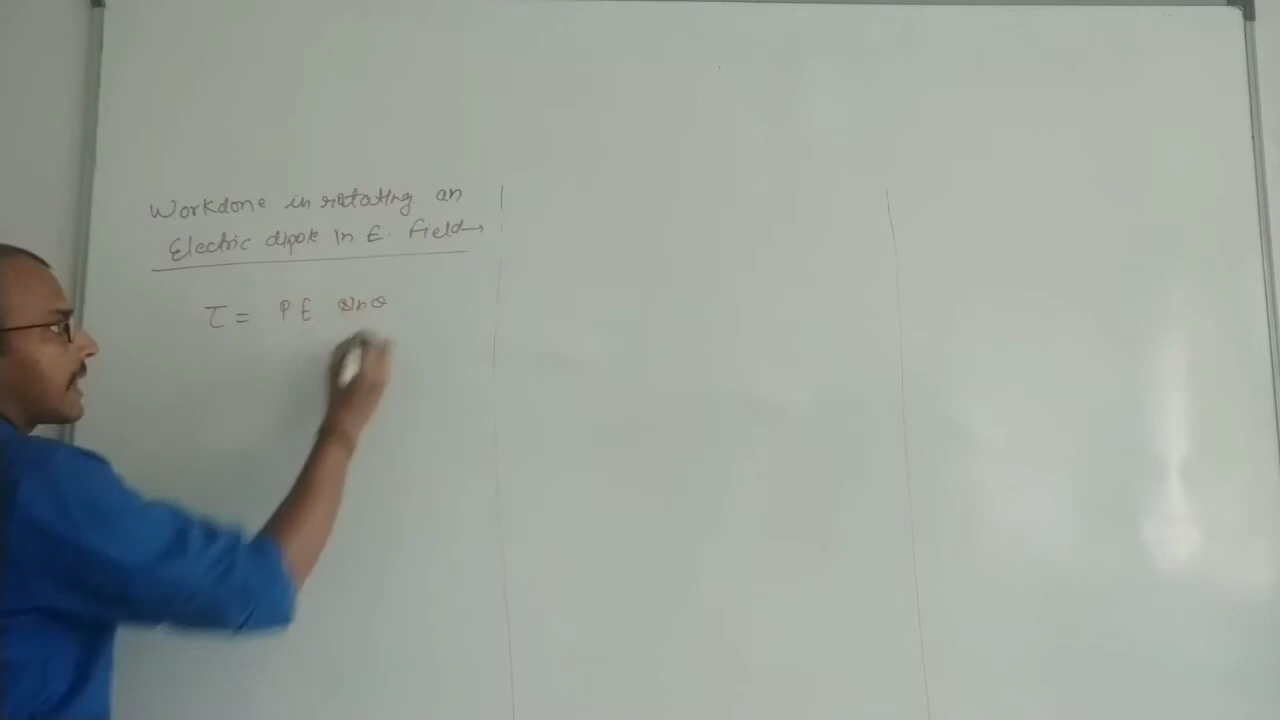 Workdone in rotating an
Electric dipole in E. field→
τ = PE sinθ